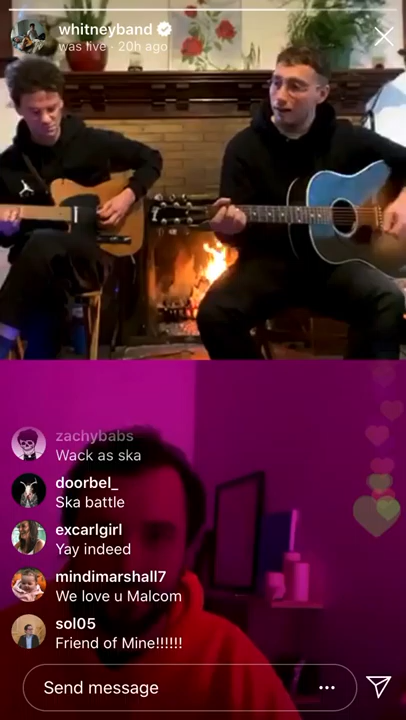 whitneyband
was live · 20h ago
zachybabs
Wack as ska
doorbel_
Ska battle
excarlgirl
Yay indeed
mindimarshall7
We love u Malcom
sol05
Friend of Mine!!!!!!
Send message